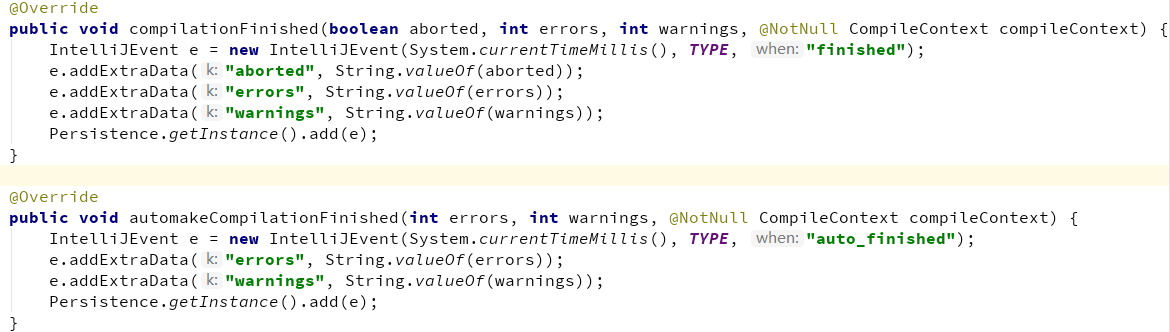 @Override
public void compilationFinished(boolean aborted, int errors, int warnings, @NotNull CompileContext compileContext) {
    IntelliJEvent e = new IntelliJEvent(System.currentTimeMillis(), TYPE, when: "finished");
    e.addExtraData( k: "aborted", String.valueOf(aborted));
    e.addExtraData( k: "errors", String.valueOf(errors));
    e.addExtraData( k: "warnings", String.valueOf(warnings));
    Persistence.getInstance().add(e);
}
@Override
public void automakeCompilationFinished(int errors, int warnings, @NotNull CompileContext compileContext) {
    IntelliJEvent e = new IntelliJEvent(System.currentTimeMillis(), TYPE, when: "auto_finished");
    e.addExtraData( k: "errors", String.valueOf(errors));
    e.addExtraData( k: "warnings", String.valueOf(warnings));
    Persistence.getInstance().add(e);
}